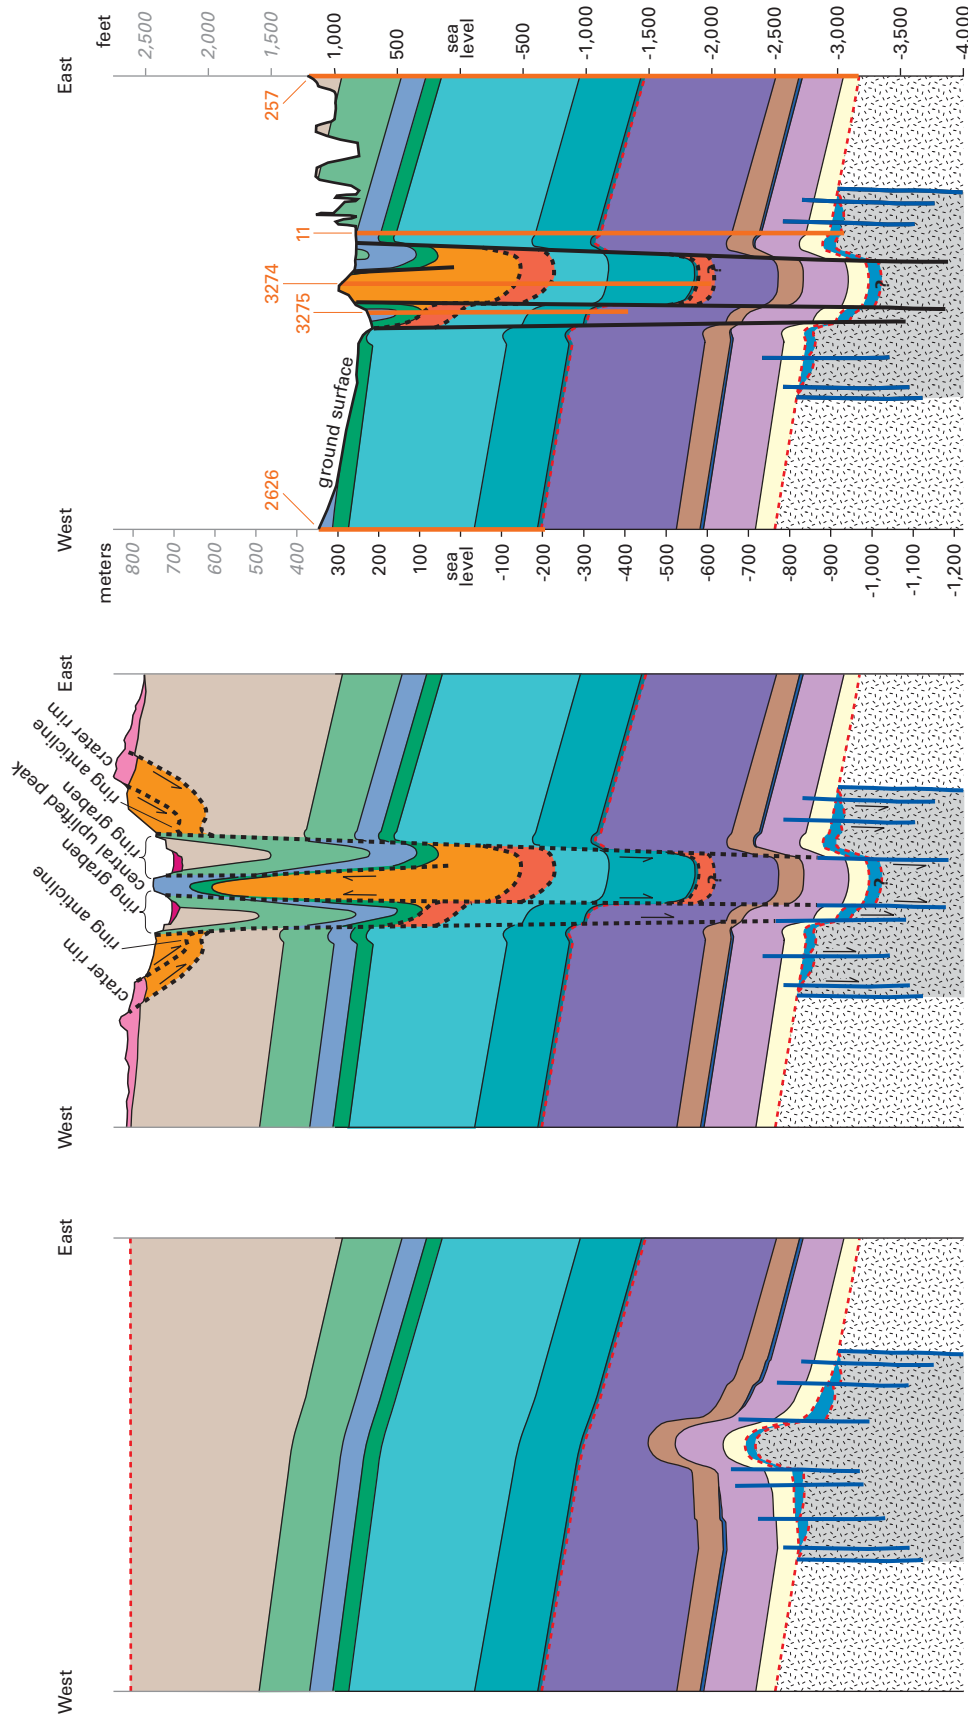 East
feet
2,500
2,000
1,500
1,000
500
sea
level
-500
-1,000
-1,500
-2,000
-2,500
-3,000
-3,500
-4,000
257
11
3274
3275
2626
ground surface
?
?
West
meters
800
700
600
500
400
300
200
100
sea
level
-100
-200
-300
-400
-500
-600
-700
-800
-900
-1,000
-1,100
-1,200
East
crater rim
ring anticline
ring graben
central uplifted peak
ring graben
ring anticline
crater rim
?
?
West
East
West